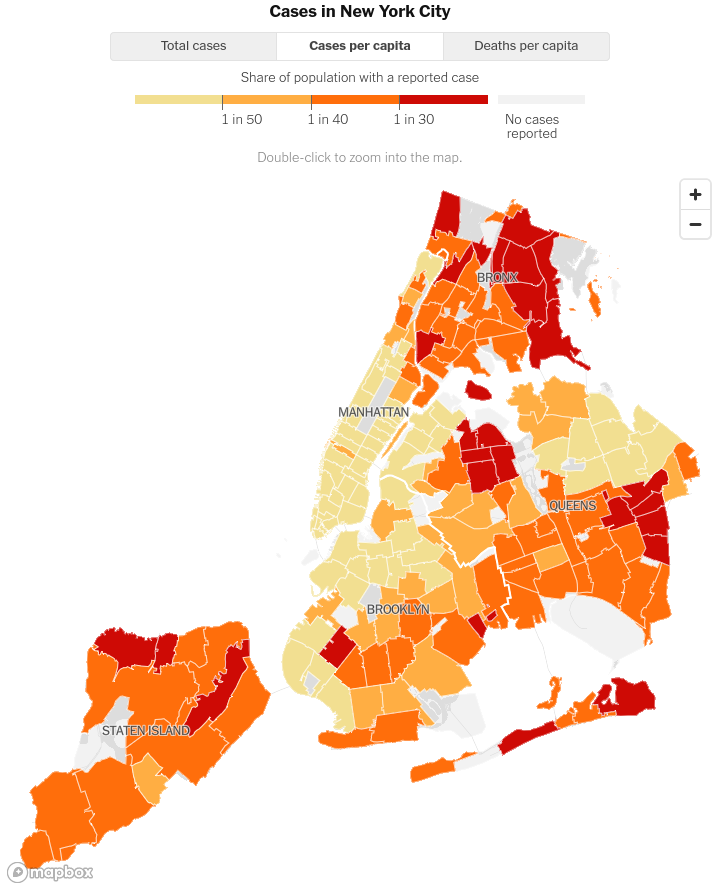 Cases in New York City
Total cases
Cases per capita
Deaths per capita
Share of population with a reported case
1 in 50
1 in 40
1 in 30
No cases
reported
Double-click to zoom into the map.
+
−
BRONX
MANHATTAN
QUEENS
BROOKLYN
STATEN ISLAND
mapbox